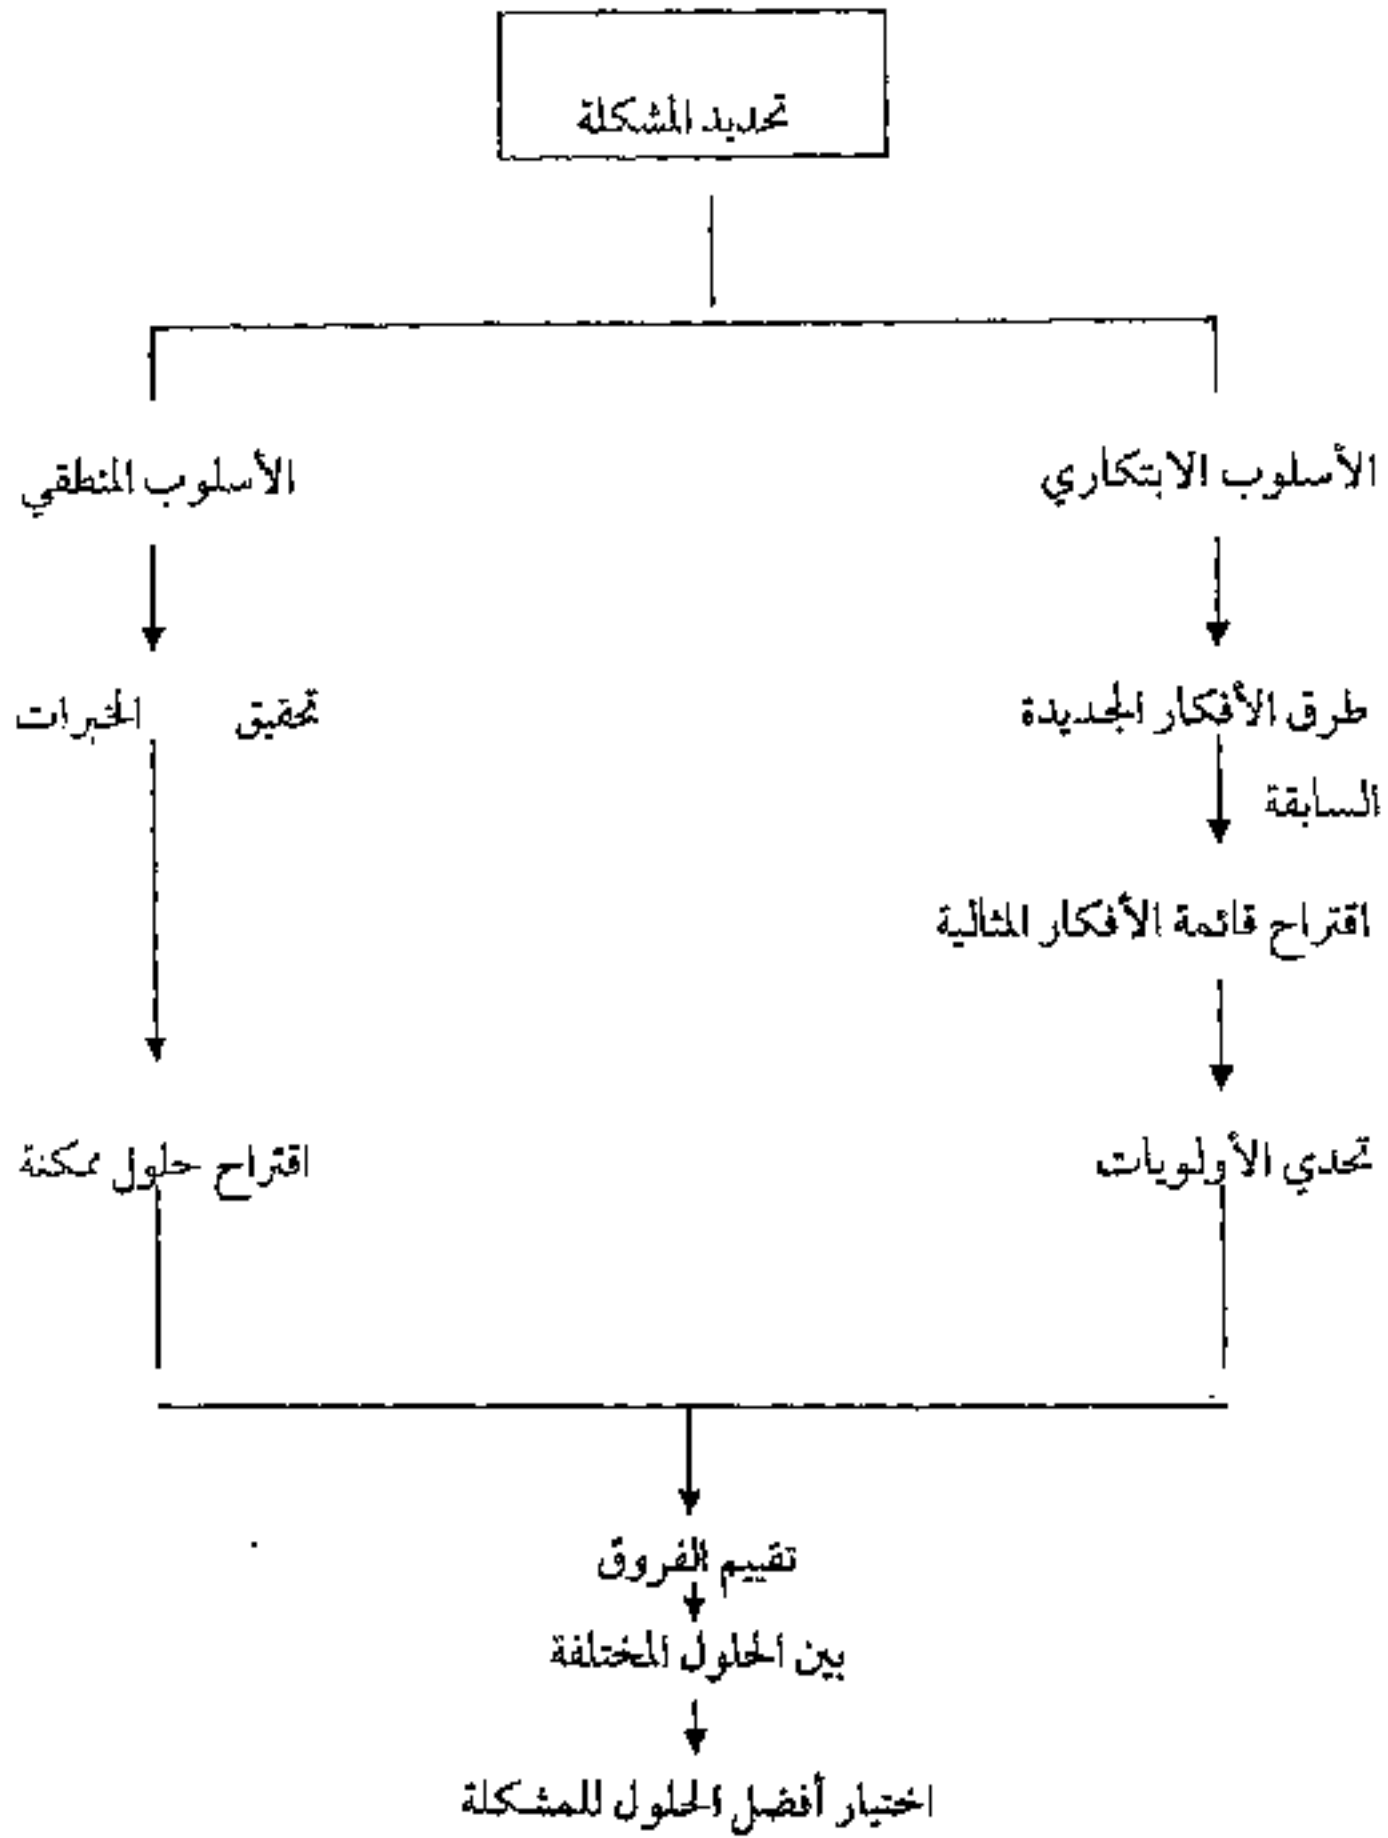 تحديد المشكلة
الأسلوب الابتكاري
الأسلوب المنطقي
طرق الأفكار الجديدة
تحقيق الخبرات
السابقة
اقتراح قائمة الأفكار المثالية
تحدي الأولويات
اقتراح حلول ممكنة
تقييم الفروق
بين الحلول المختلفة
اختيار أفضل الحلول للمشكلة